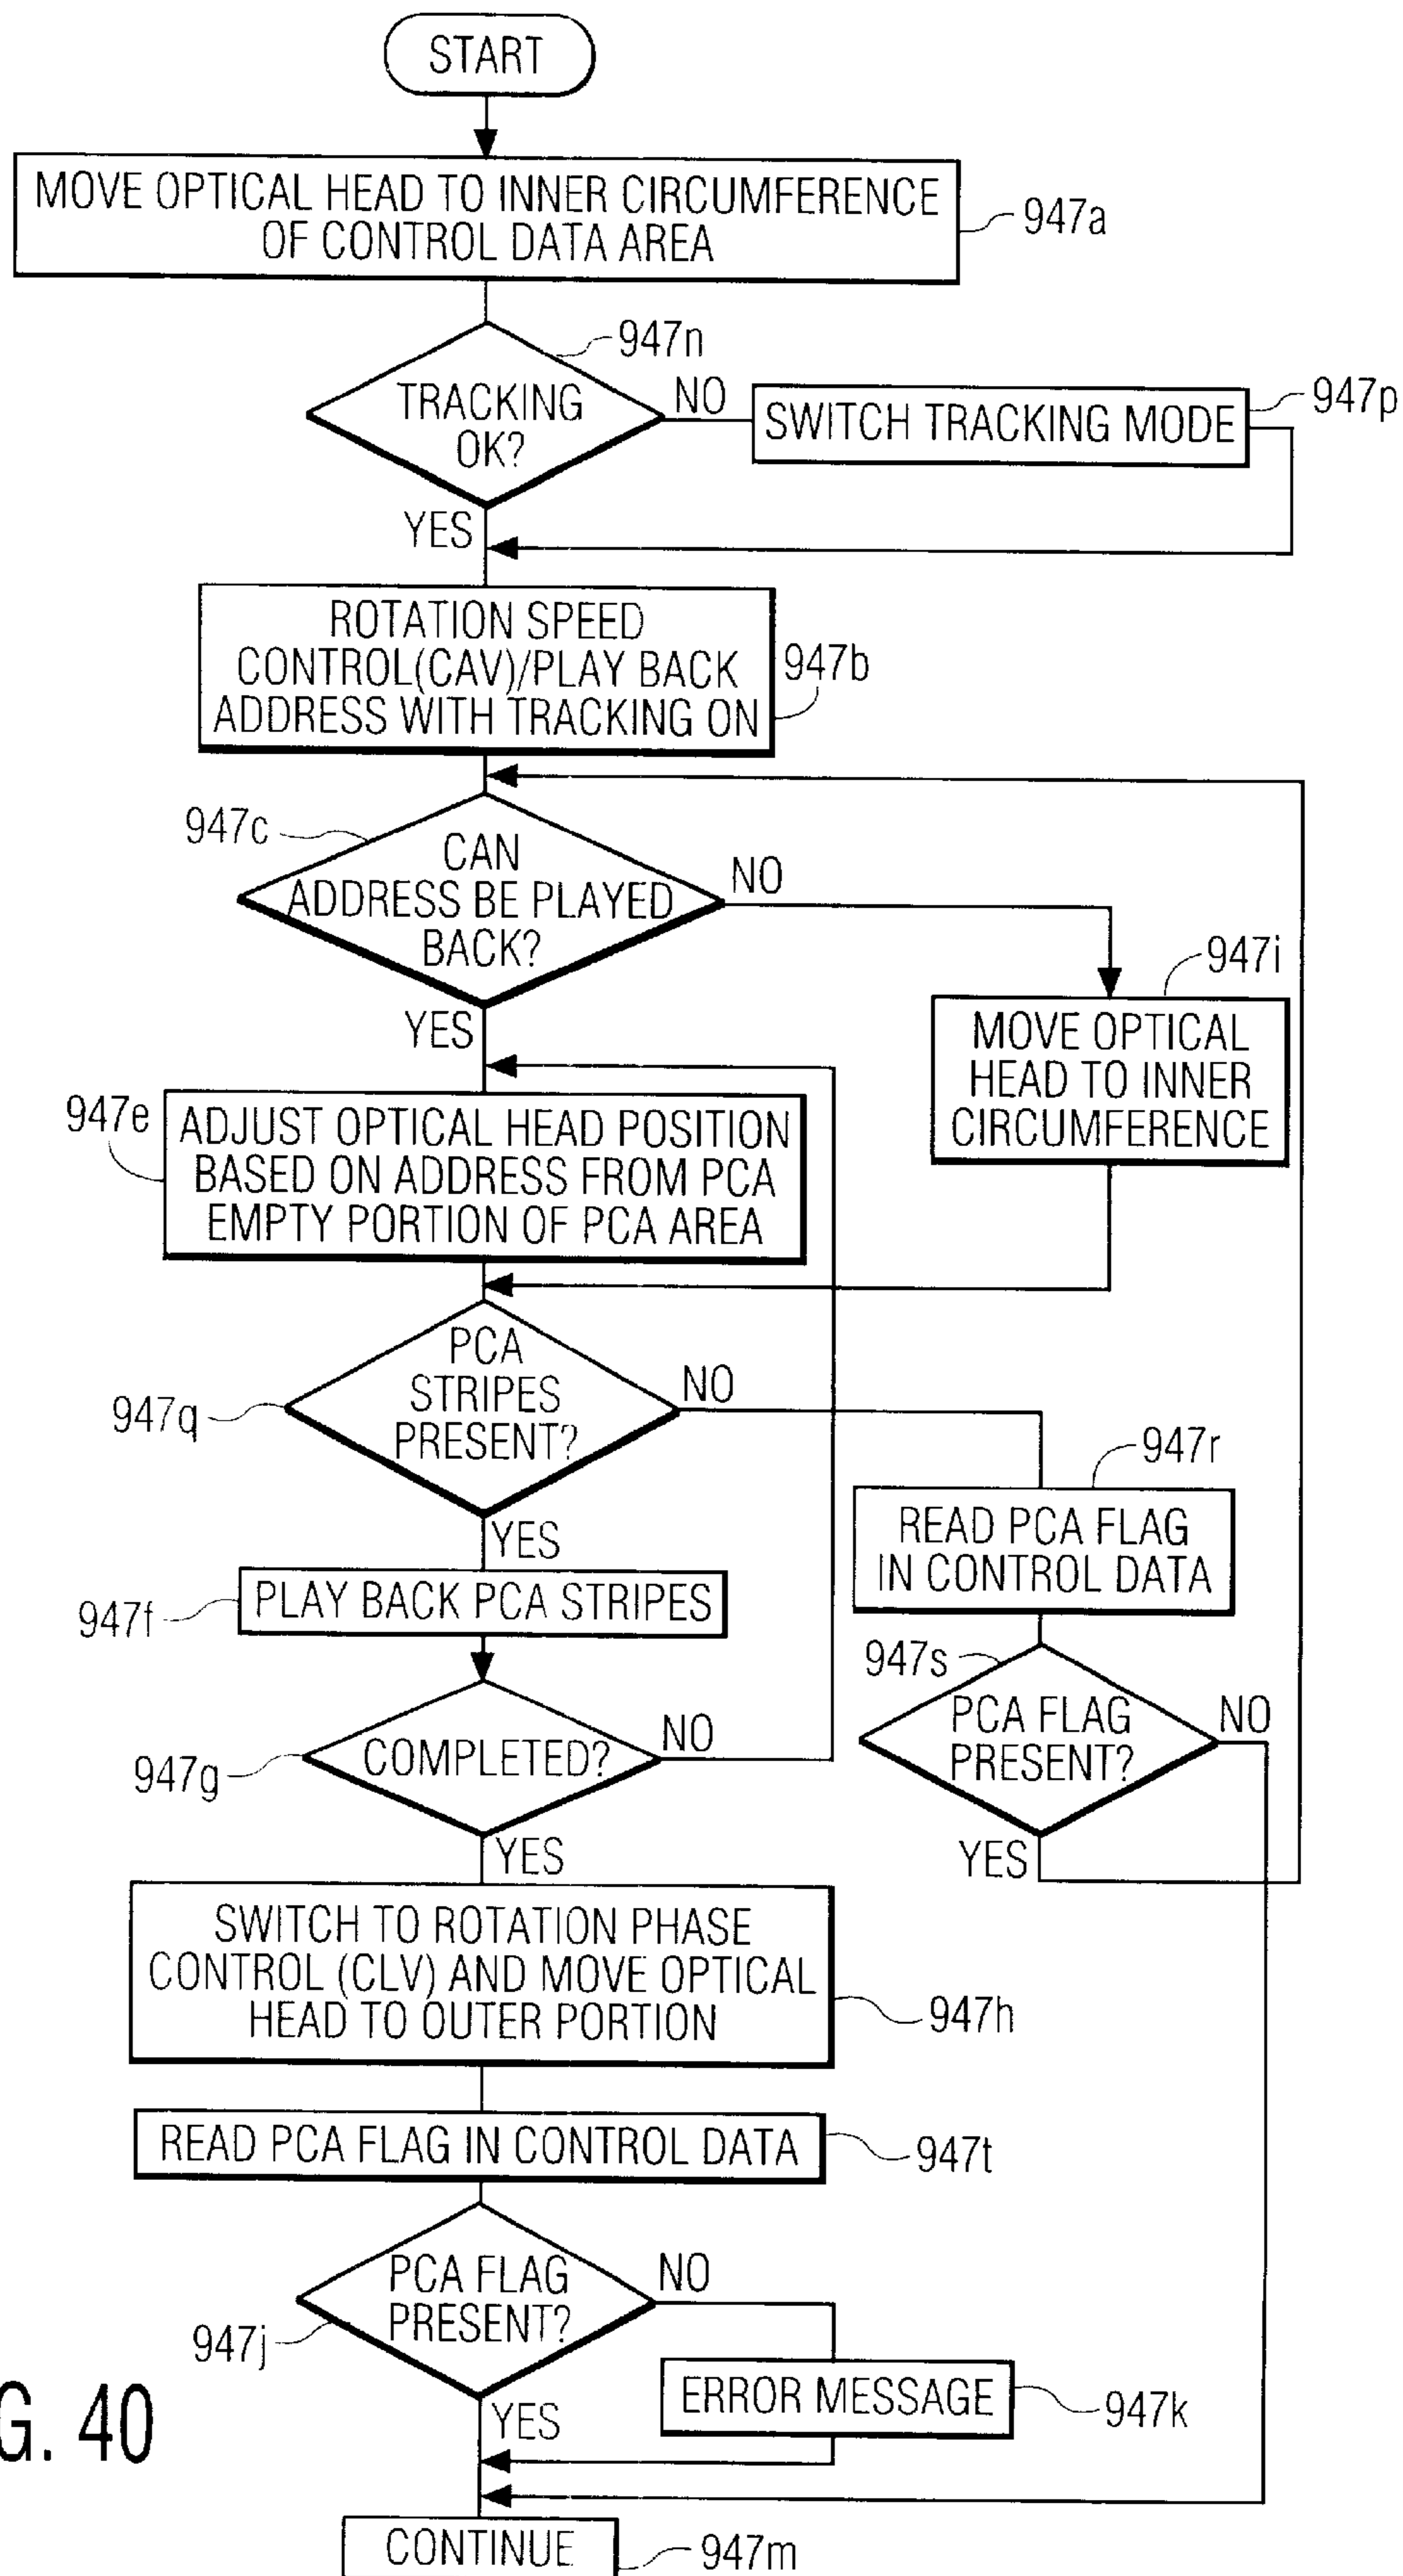 START
MOVE OPTICAL HEAD TO INNER CIRCUMFERENCE
OF CONTROL DATA AREA
947a
947n
TRACKING
OK?
NO
SWITCH TRACKING MODE
947p
YES
ROTATION SPEED
CONTROL(CAV)/PLAY BACK
ADDRESS WITH TRACKING ON
947b
947c
CAN
ADDRESS BE PLAYED
BACK?
NO
YES
947i
MOVE OPTICAL
HEAD TO INNER
CIRCUMFERENCE
947e
ADJUST OPTICAL HEAD POSITION
BASED ON ADDRESS FROM PCA
EMPTY PORTION OF PCA AREA
PCA
STRIPES
PRESENT?
947q
NO
YES
947r
READ PCA FLAG
IN CONTROL DATA
PLAY BACK PCA STRIPES
947f
947s
PCA FLAG
PRESENT?
NO
YES
COMPLETED?
947g
NO
YES
SWITCH TO ROTATION PHASE
CONTROL (CLV) AND MOVE OPTICAL
HEAD TO OUTER PORTION
947h
READ PCA FLAG IN CONTROL DATA
947t
PCA FLAG
PRESENT?
947j
NO
ERROR MESSAGE
947k
YES
G. 40
CONTINUE
947m